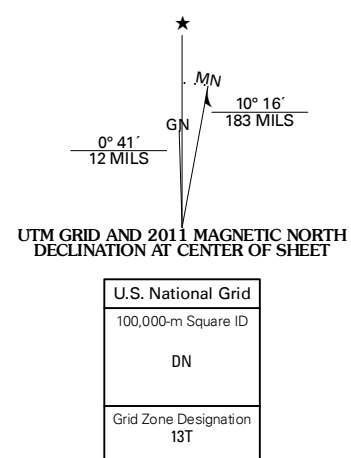 ★
MN
GN
10° 16´
183 MILS
0° 41´
12 MILS
UTM GRID AND 2011 MAGNETIC NORTH
DECLINATION AT CENTER OF SHEET
U.S. National Grid
100,000-m Square ID
DN
Grid Zone Designation
13T